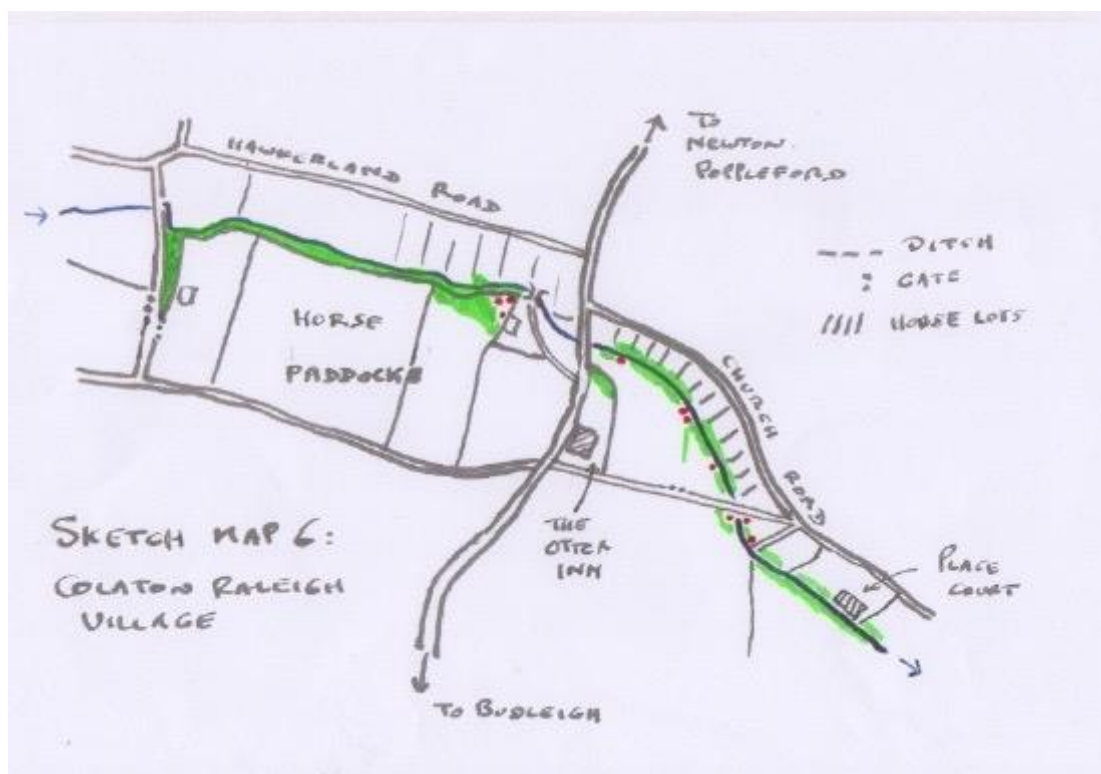 To
NEWTON
POPPLEFORD
HAWKERLAND ROAD
DITCH
GATE
HOUSE LOTS
HORSE
PADDOCKS
CHURCH
ROAD
SKETCH MAP 6:
COLATON RALEIGH
VILLAGE
THE
OTTER
INN
PLACE
COURT
TO BUDLEIGH